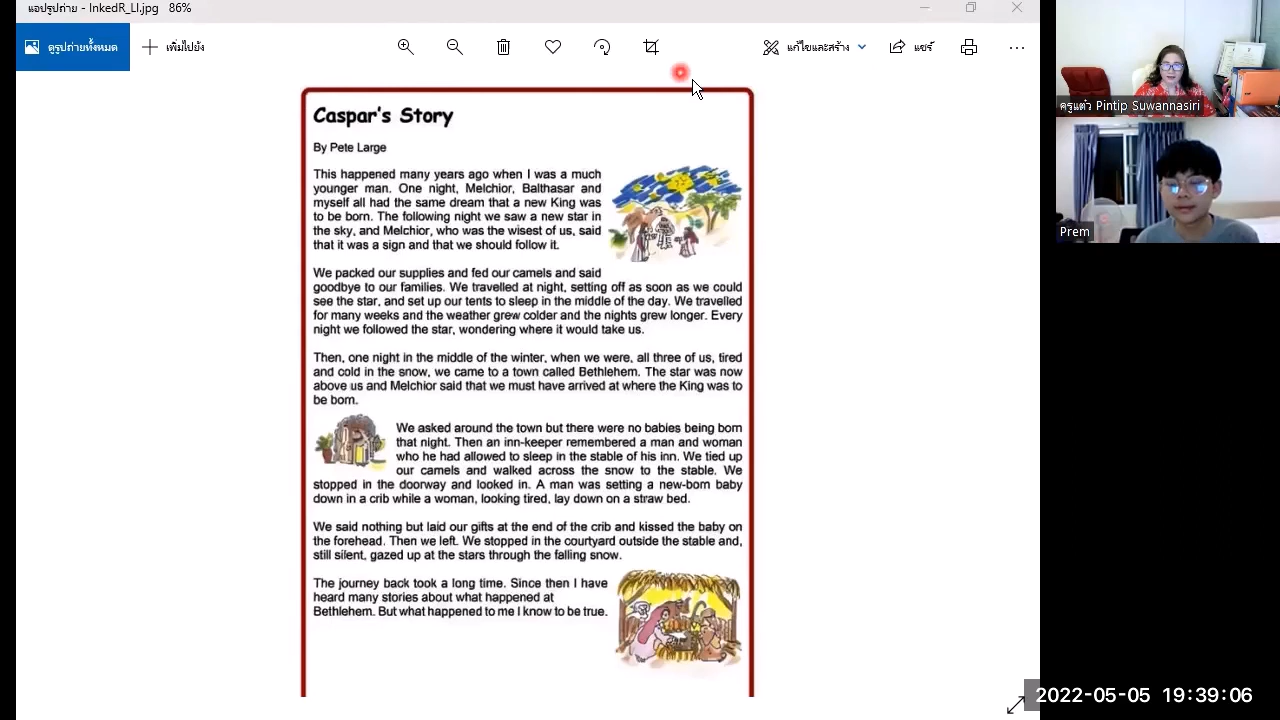 แอปรูปถ่าย - InkedR_LI.jpg   86%
ดูรูปถ่ายทั้งหมด
เพิ่มไปยัง
แก้ไขและสร้าง
แชร์
Caspar's Story
By Pete Large
This happened many years ago when I was a much
younger man. One night, Melchior, Balthasar and
myself all had the same dream that a new King was
to be born. The following night we saw a new star in
the sky, and Melchior, who was the wisest of us, said
that it was a sign and that we should follow it.
We packed our supplies and fed our camels and said
goodbye to our families. We travelled at night, setting off as soon as we could
see the star, and set up our tents to sleep in the middle of the day. We travelled
for many weeks and the weather grew colder and the nights grew longer. Every
night we followed the star, wondering where it would take us.
Then, one night in the middle of the winter, when we were, all three of us, tired
and cold in the snow, we came to a town called Bethlehem. The star was now
above us and Melchior said that we must have arrived at where the King was to
be born.
We asked around the town but there were no babies being born
that night. Then an inn-keeper remembered a man and woman
who he had allowed to sleep in the stable of his inn. We tied up
our camels and walked across the snow to the stable. We
stopped in the doorway and looked in. A man was setting a new-born baby
down in a crib while a woman, looking tired, lay down on a straw bed.
We said nothing but laid our gifts at the end of the crib and kissed the baby on
the forehead. Then we left. We stopped in the courtyard outside the stable and,
still silent, gazed up at the stars through the falling snow.
The journey back took a long time. Since then I have
heard many stories about what happened at
Bethlehem. But what happened to me I know to be true.
ครูแต๋ว Pintip Suwannasiri
Prem
2022-05-05 19:39:06